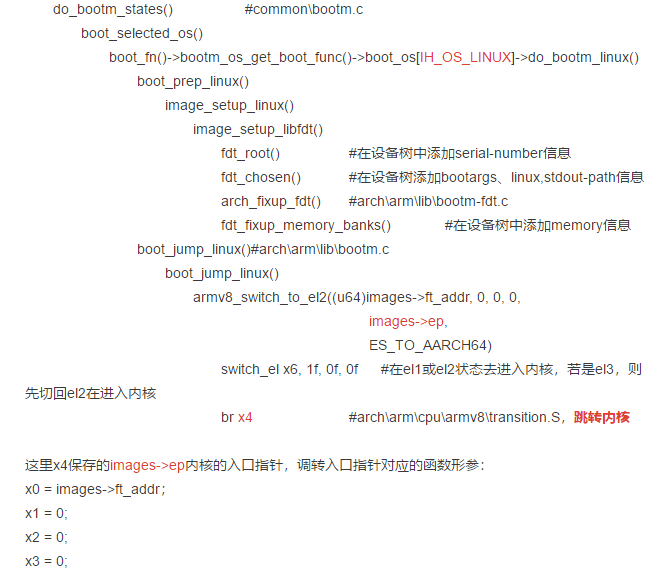 do_bootm_states() #common\bootm.c
boot_selected_os()
boot_fn()->bootm_os_get_boot_func()->boot_os[IH_OS_LINUX]->do_bootm_linux()
boot_prep_linux()
image_setup_linux()
image_setup_libfdt()
fdt_root() #在设备树中添加serial-number信息
fdt_chosen() #在设备树添加bootargs、linux,stdout-path信息
arch_fixup_fdt() #arch\arm\lib\bootm-fdt.c
fdt_fixup_memory_banks() #在设备树中添加memory信息
boot_jump_linux()#arch\arm\lib\bootm.c
boot_jump_linux()
armv8_switch_to_el2((u64)images->ft_addr, 0, 0, 0,
images->ep,
ES_TO_AARCH64)
switch_el x6, 1f, 0f, 0f #在el1或el2状态去进入内核，若是el3，则
先切回el2在进入内核
br x4 #arch\arm\cpu\armv8\transition.S，跳转内核
这里x4保存的images->ep内核的入口指针，调转入口指针对应的函数形参：
x0 = images->ft_addr；
x1 = 0;
x2 = 0;
x3 = 0;